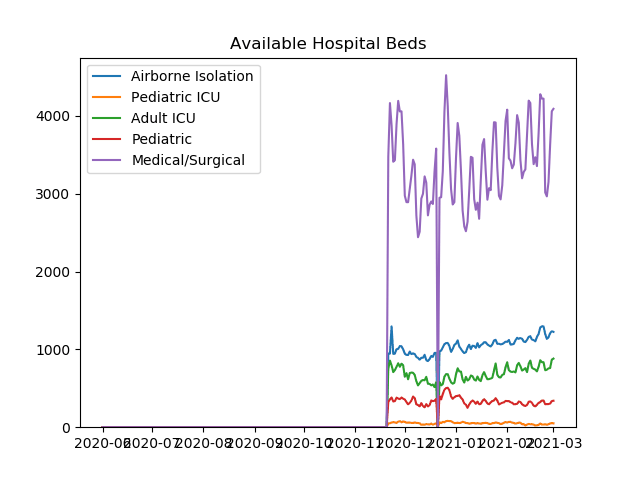 Available Hospital Beds
Airborne Isolation
Pediatric ICU
Adult ICU
Pediatric
Medical/Surgical
4000
3000
2000
1000
0
2020-06 2020-07 2020-08 2020-09 2020-10 2020-11 2020-12 2021-01 2021-02 2021-03